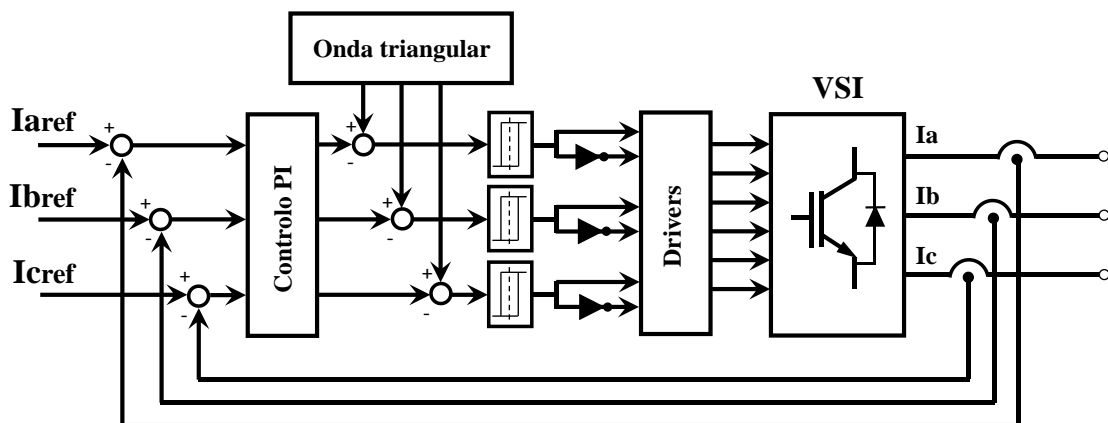 Onda triangular
VSI
Iaref
Ibref
Icref
+
-
+
-
+
-
Controlo PI
+
-
+
-
+
-
Drivers
Ia
Ib
Ic